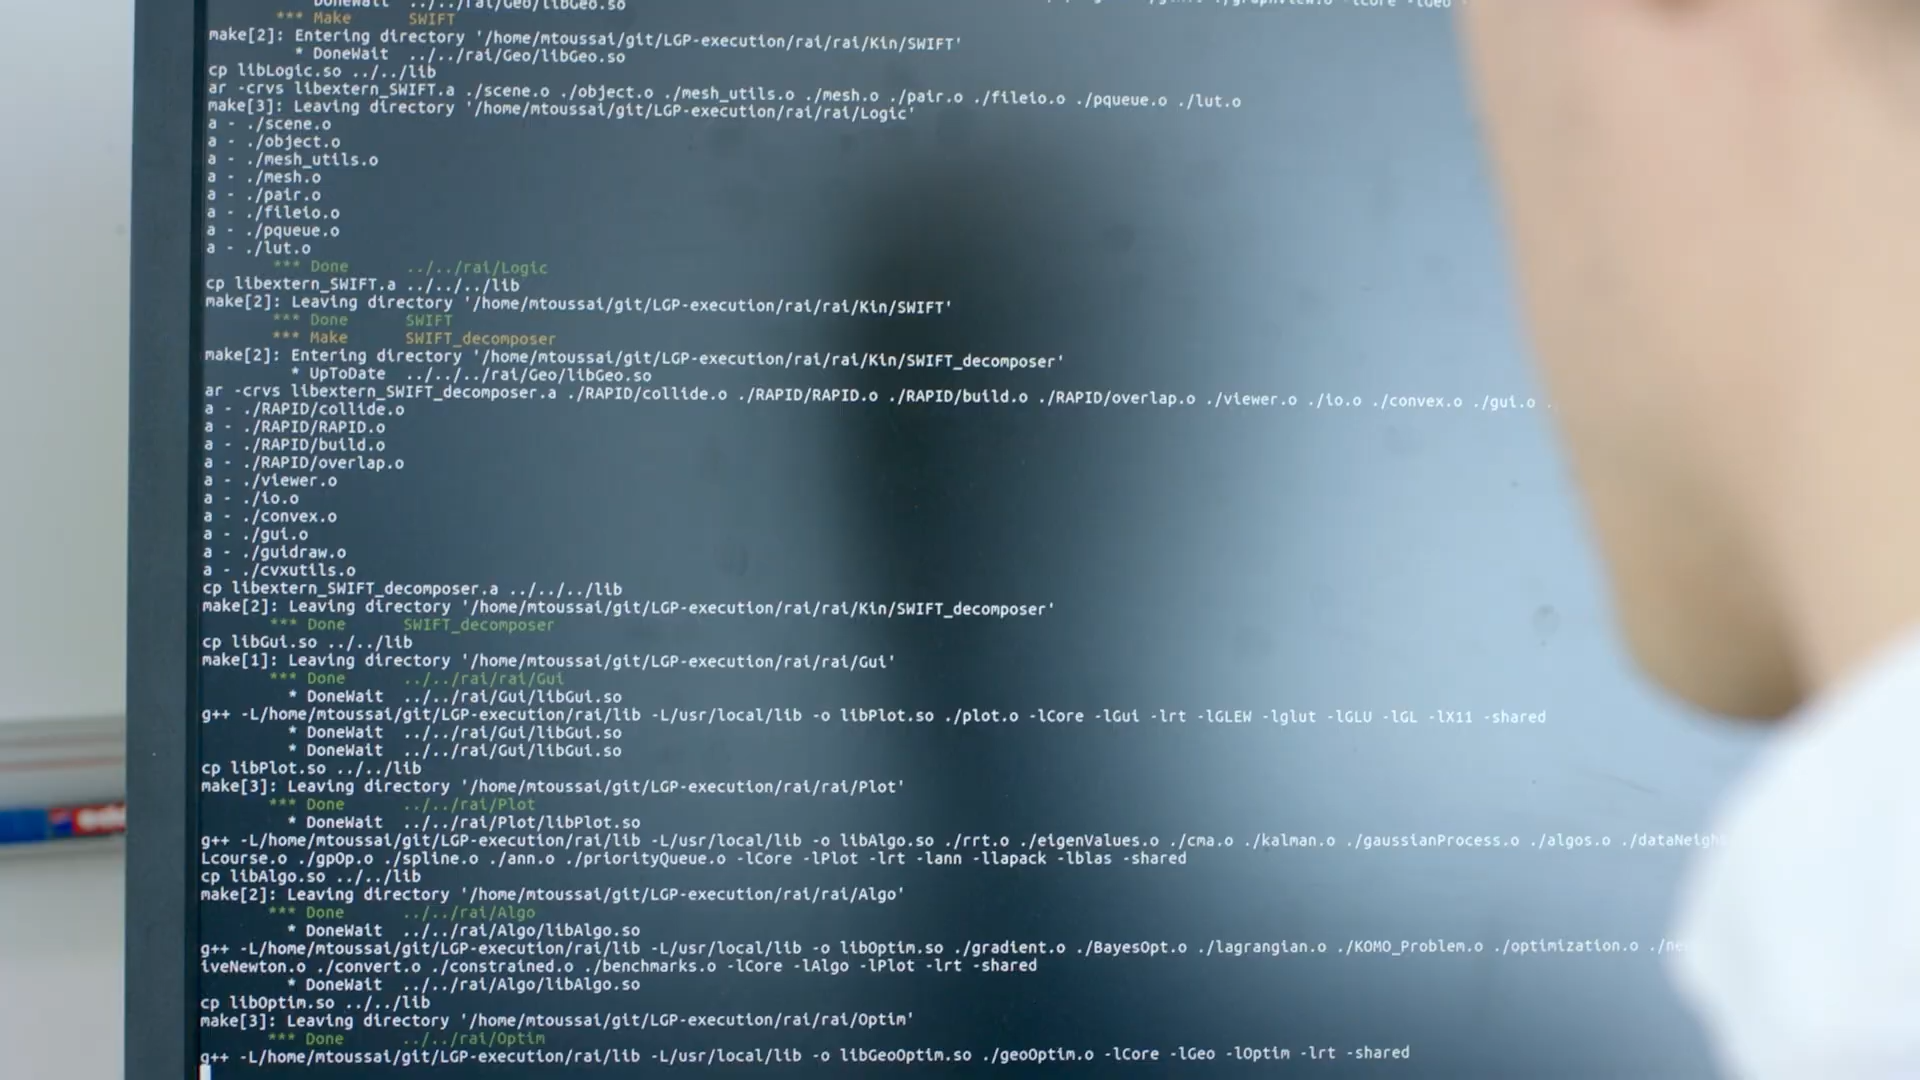 DoneWait ../../rai/Geo/libGeo.so
*** Make SWIFT
make[2]: Entering directory '/home/mtoussai/git/LGP-execution/rai/rai/Kin/SWIFT'
* DoneWait ../../rai/Geo/libGeo.so
cp libLogic.so ../../lib
ar -crvs libextern_SWIFT.a ./scene.o ./object.o ./mesh_utils.o ./mesh.o ./pair.o ./fileio.o ./pqueue.o ./lut.o
make[3]: Leaving directory '/home/mtoussai/git/LGP-execution/rai/rai/Logic'
a - ./scene.o
a - ./object.o
a - ./mesh_utils.o
a - ./mesh.o
a - ./pair.o
a - ./fileio.o
a - ./pqueue.o
a - ./lut.o
*** Done ../../rai/Logic
cp libextern_SWIFT.a ../../../lib
make[2]: Leaving directory '/home/mtoussai/git/LGP-execution/rai/rai/Kin/SWIFT'
*** Done SWIFT
*** Make SWIFT_decomposer
make[2]: Entering directory '/home/mtoussai/git/LGP-execution/rai/rai/Kin/SWIFT_decomposer'
* UpToDate ../../../rai/Geo/libGeo.so
ar -crvs libextern_SWIFT_decomposer.a ./RAPID/collide.o ./RAPID/RAPID.o ./RAPID/build.o ./RAPID/overlap.o ./viewer.o ./io.o ./convex.o ./gui.o .
a - ./RAPID/collide.o
a - ./RAPID/RAPID.o
a - ./RAPID/build.o
a - ./RAPID/overlap.o
a - ./viewer.o
a - ./io.o
a - ./convex.o
a - ./gui.o
a - ./guidraw.o
a - ./cvxutils.o
cp libextern_SWIFT_decomposer.a ../../../lib
make[2]: Leaving directory '/home/mtoussai/git/LGP-execution/rai/rai/Kin/SWIFT_decomposer'
*** Done SWIFT_decomposer
cp libGui.so ../../lib
make[1]: Leaving directory '/home/mtoussai/git/LGP-execution/rai/rai/Gui'
*** Done ../../rai/rai/Gui
* DoneWait ../../rai/Gui/libGui.so
g++ -L/home/mtoussai/git/LGP-execution/rai/lib -L/usr/local/lib -o libPlot.so ./plot.o -lCore -lGui -lrt -lGLEW -lglut -lGLU -lGL -lX11 -shared
* DoneWait ../../rai/Gui/libGui.so
* DoneWait ../../rai/Gui/libGui.so
cp libPlot.so ../../lib
make[3]: Leaving directory '/home/mtoussai/git/LGP-execution/rai/rai/Plot'
*** Done ../../rai/Plot
* DoneWait ../../rai/Plot/libPlot.so
g++ -L/home/mtoussai/git/LGP-execution/rai/lib -L/usr/local/lib -o libAlgo.so ./rrt.o ./eigenValues.o ./cma.o ./kalman.o ./gaussianProcess.o ./algos.o ./dataNeighb
Lcourse.o ./gpOp.o ./spline.o ./ann.o ./priorityQueue.o -lCore -lPlot -lrt -lann -llapack -lblas -shared
cp libAlgo.so ../../lib
make[2]: Leaving directory '/home/mtoussai/git/LGP-execution/rai/rai/Algo'
*** Done ../../rai/Algo
* DoneWait ../../rai/Algo/libAlgo.so
g++ -L/home/mtoussai/git/LGP-execution/rai/lib -L/usr/local/lib -o libOptim.so ./gradient.o ./BayesOpt.o ./lagrangian.o ./KOMO_Problem.o ./optimization.o
iveNewton.o ./convert.o ./constrained.o ./benchmarks.o -lCore -lAlgo -lPlot -lrt -shared
* DoneWait ../../rai/Algo/libAlgo.so
cp libOptim.so ../../lib
make[3]: Leaving directory '/home/mtoussai/git/LGP-execution/rai/rai/Optim'
*** Done ../../rai/Optim
g++ -L/home/mtoussai/git/LGP-execution/rai/lib -L/usr/local/lib -o libGeoOptim.so ./geoOptim.o -lCore -lGeo -lOptim -lrt -shared